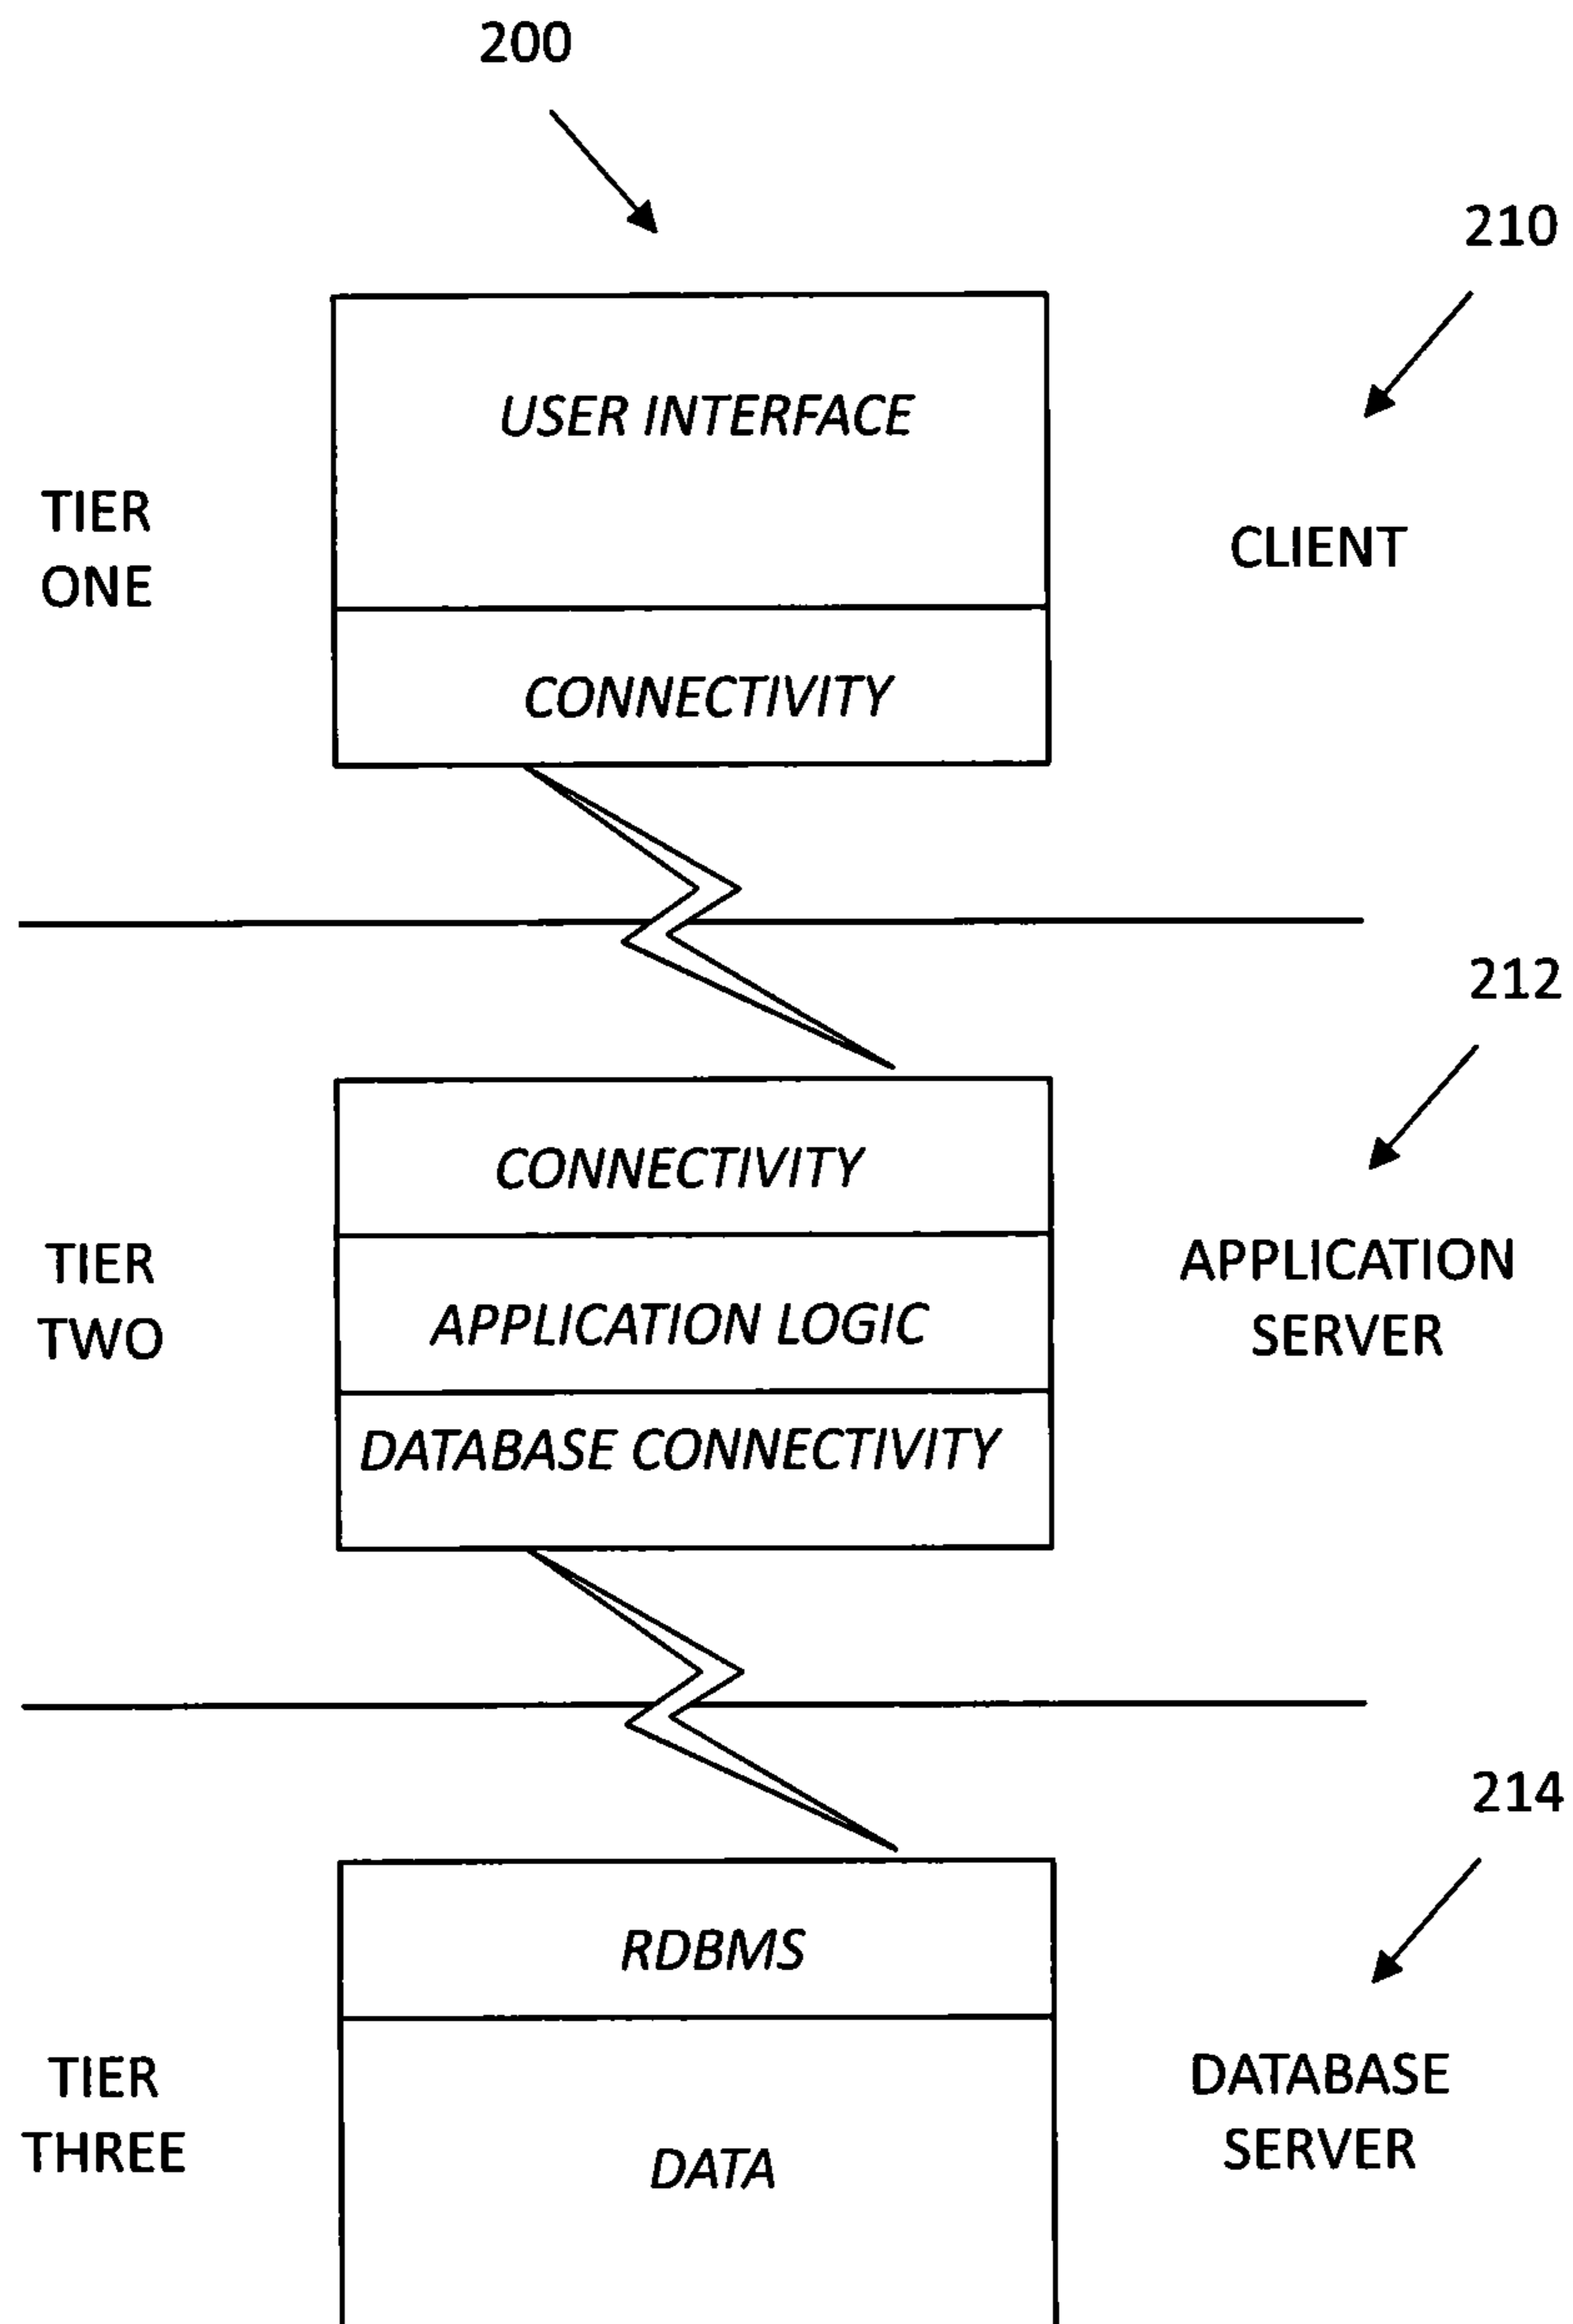 200
210
USER INTERFACE
TIER
ONE
CLIENT
CONNECTIVITY
212
CONNECTIVITY
TIER
TWO
APPLICATION
SERVER
APPLICATION LOGIC
DATABASE CONNECTIVITY
214
RDBMS
TIER
THREE
DATABASE
SERVER
DATA